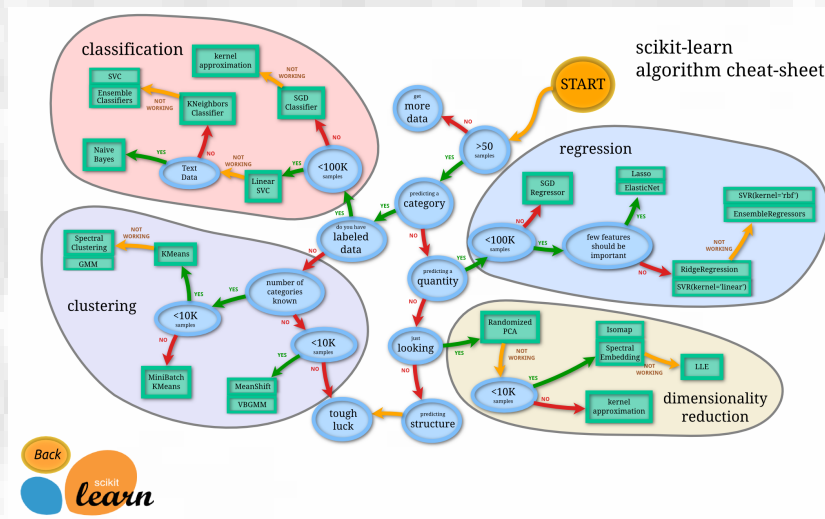 scikit-learn
algorithm cheat-sheet
START
classification
kernel
approximation
NOT
WORKING
SVC
Ensemble
Classifiers
NOT
WORKING
KNeighbors
Classifier
SGD
Classifier
NO
Naive
Bayes
YES
Text
Data
NO
NOT
WORKING
Linear
SVC
YES
<100K
samples
YES
get
more
data
NO
>50
samples
YES
predicting a
category
YES
NO
do you have
labeled
data
NO
predicting a
quantity
YES
NO
just
looking
YES
NO
predicting
structure
tough
luck
regression
SGD
Regressor
NO
<100K
samples
YES
few features
should be
important
YES
NO
Lasso
ElasticNet
SVR(kernel='rbf')
EnsembleRegressors
NOT
WORKING
RidgeRegression
SVR(kernel='linear')
clustering
Spectral
Clustering
GMM
NOT
WORKING
KMeans
YES
<10K
samples
NO
MiniBatch
KMeans
YES
number of
categories
known
NO
<10K
samples
YES
NO
MeanShift
VBGMM
dimensionality
reduction
Randomized
PCA
NOT
WORKING
<10K
samples
YES
NO
Isomap
Spectral
Embedding
NOT
WORKING
LLE
kernel
approximation
Back
scikit
learn